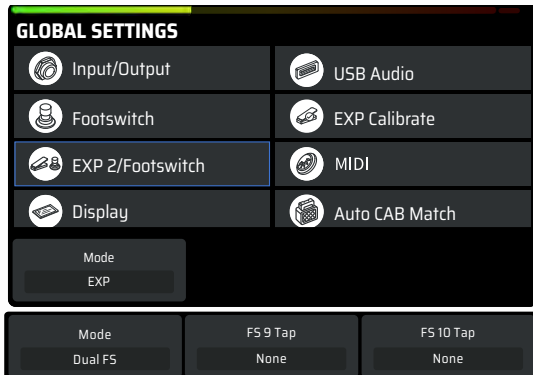 GLOBAL SETTINGS
Input/Output USB Audio
Footswitch EXP Calibrate
EXP 2/Footswitch MIDI
Display Auto CAB Match
Mode
EXP
Mode FS 9 Tap FS 10 Tap
Dual FS None None